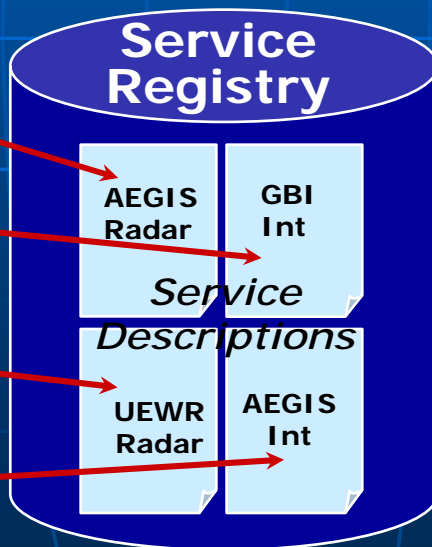 Service
Registry
AEGIS
Radar
GBI
Int
Service
Descriptions
UEWR
Radar
AEGIS
Int